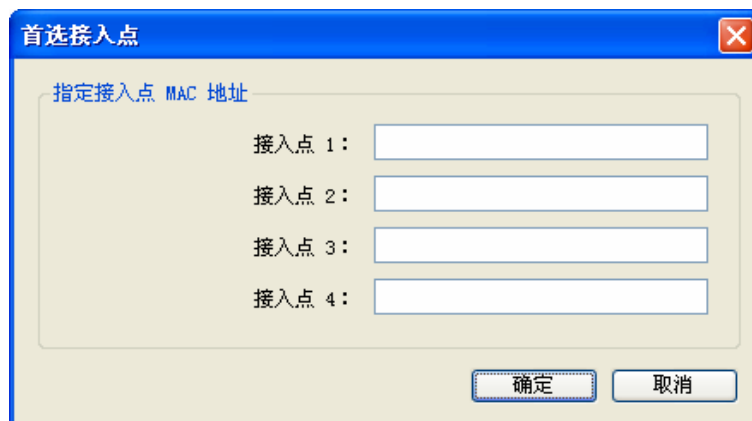 首选接入点
指定接入点 MAC 地址
接入点 1：
接入点 2：
接入点 3：
接入点 4：
确定 取消